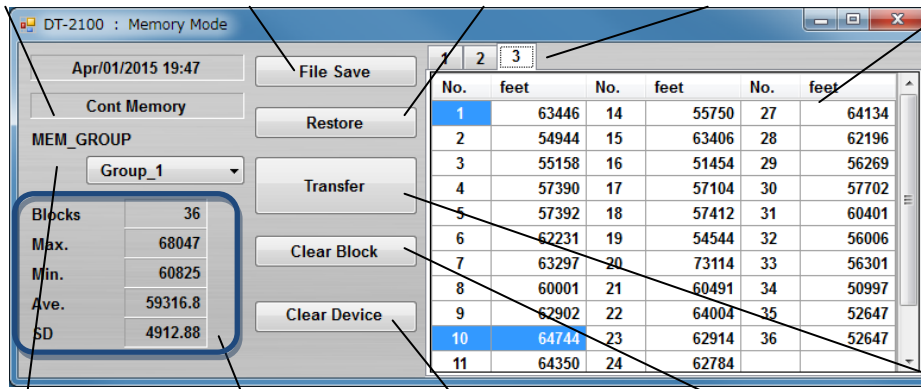 DT-2100 : Memory Mode
Apr/01/2015 19:47
Cont Memory
MEM_GROUP
Group_1
Blocks 36
Max. 68047
Min. 60825
Ave. 59316.8
SD 4912.88
File Save
Restore
Transfer
Clear Block
Clear Device
1 2 3
No. feet No. feet No. feet
1 63446 14 55750 27 64134
2 54944 15 63406 28 62196
3 55158 16 51454 29 56269
4 57390 17 57104 30 57702
5 57392 18 57412 31 60401
6 62231 19 54544 32 56006
7 63297 20 73114 33 56301
8 60001 21 60491 34 50997
9 62902 22 64004 35 52647
10 64744 23 62914 36 52647
11 64350 24 62784